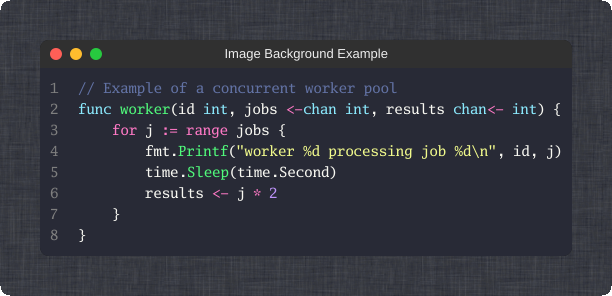 Image Background Example
1 // Example of a concurrent worker pool
2 func worker(id int, jobs <-chan int, results chan<- int) {
3     for j := range jobs {
4         fmt.Printf("worker %d processing job %d\n", id, j)
5         time.Sleep(time.Second)
6         results <- j * 2
7     }
8 }